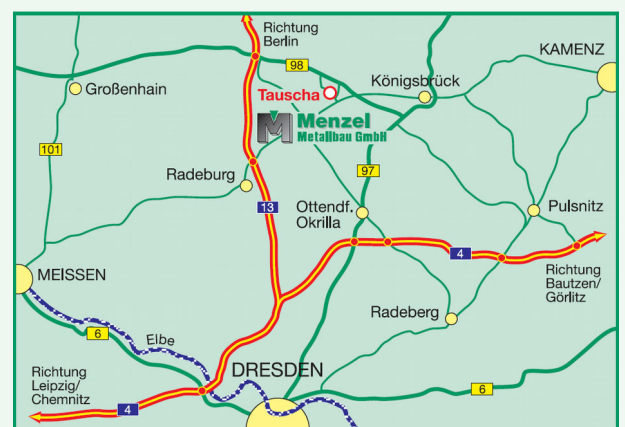 Richtung
Berlin
KAMENZ
98
Königsbrück
Großenhain
Tauscha
Menzel
Metallbau GmbH
M
101
97
Radeburg
13
Ottendf.
Okrilla
Pulsnitz
4
MEISSEN
Richtung
Bautzen/
Görlitz
Radeberg
6
Elbe
Richtung
Leipzig/
Chemnitz
DRESDEN
6
4